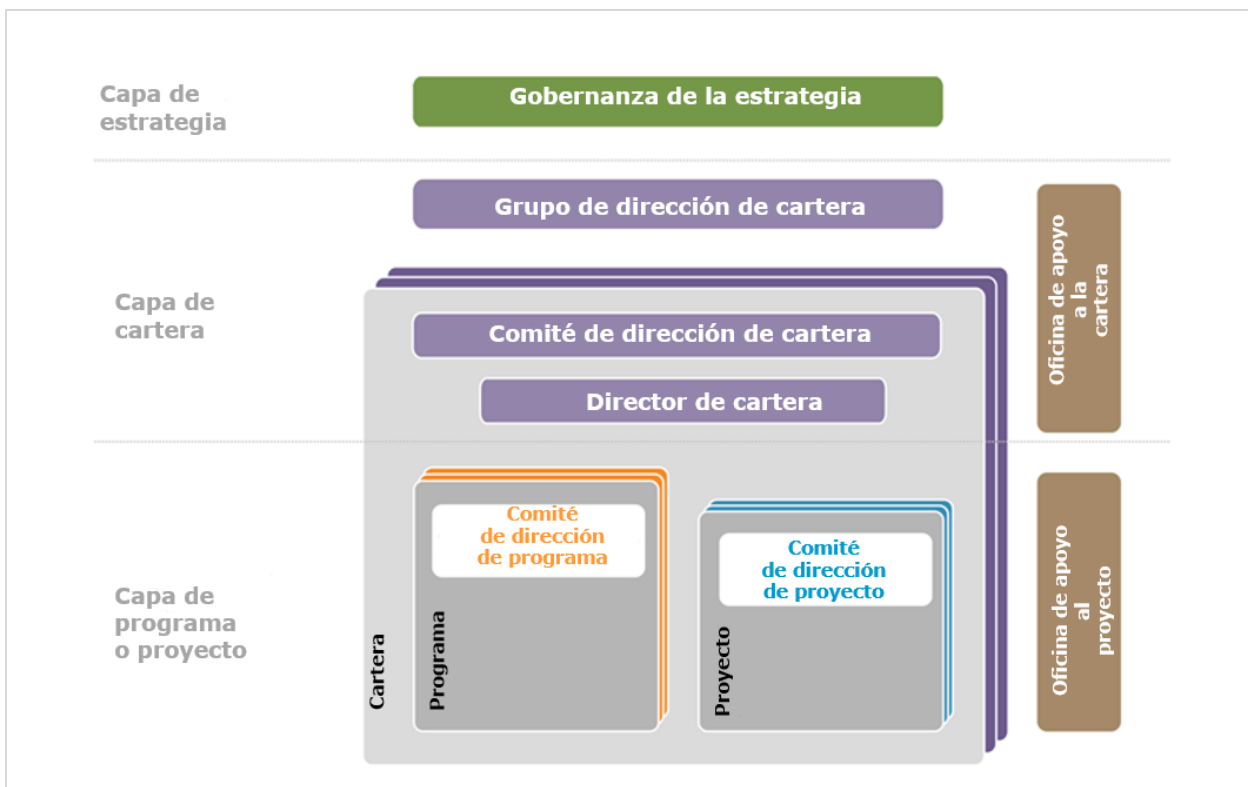 Capa de
estrategia
Gobernanza de la estrategia
Grupo de dirección de cartera
Capa de
cartera
Comité de dirección de cartera
Director de cartera
Oficina de apoyo
a la
cartera
Capa de
programa
o proyecto
Cartera
Programa
Comité
de dirección
de programa
Proyecto
Comité
de dirección
de proyecto
Oficina de apoyo
al
proyecto